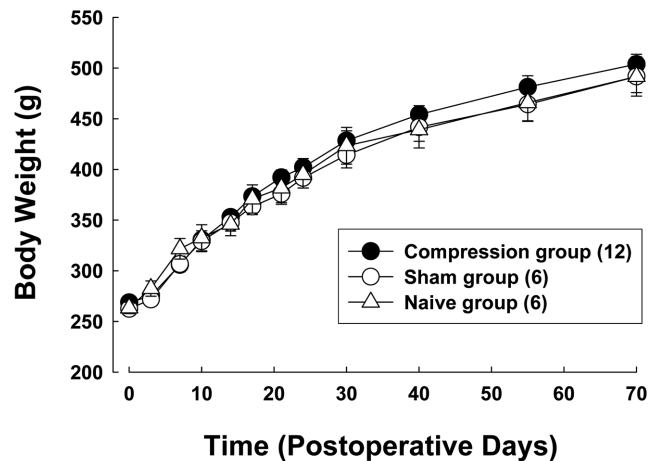 550
500
450
400
350
300
250
200
Body Weight (g)
Compression group (12)
Sham group (6)
Naive group (6)
0 10 20 30 40 50 60 70
Time (Postoperative Days)